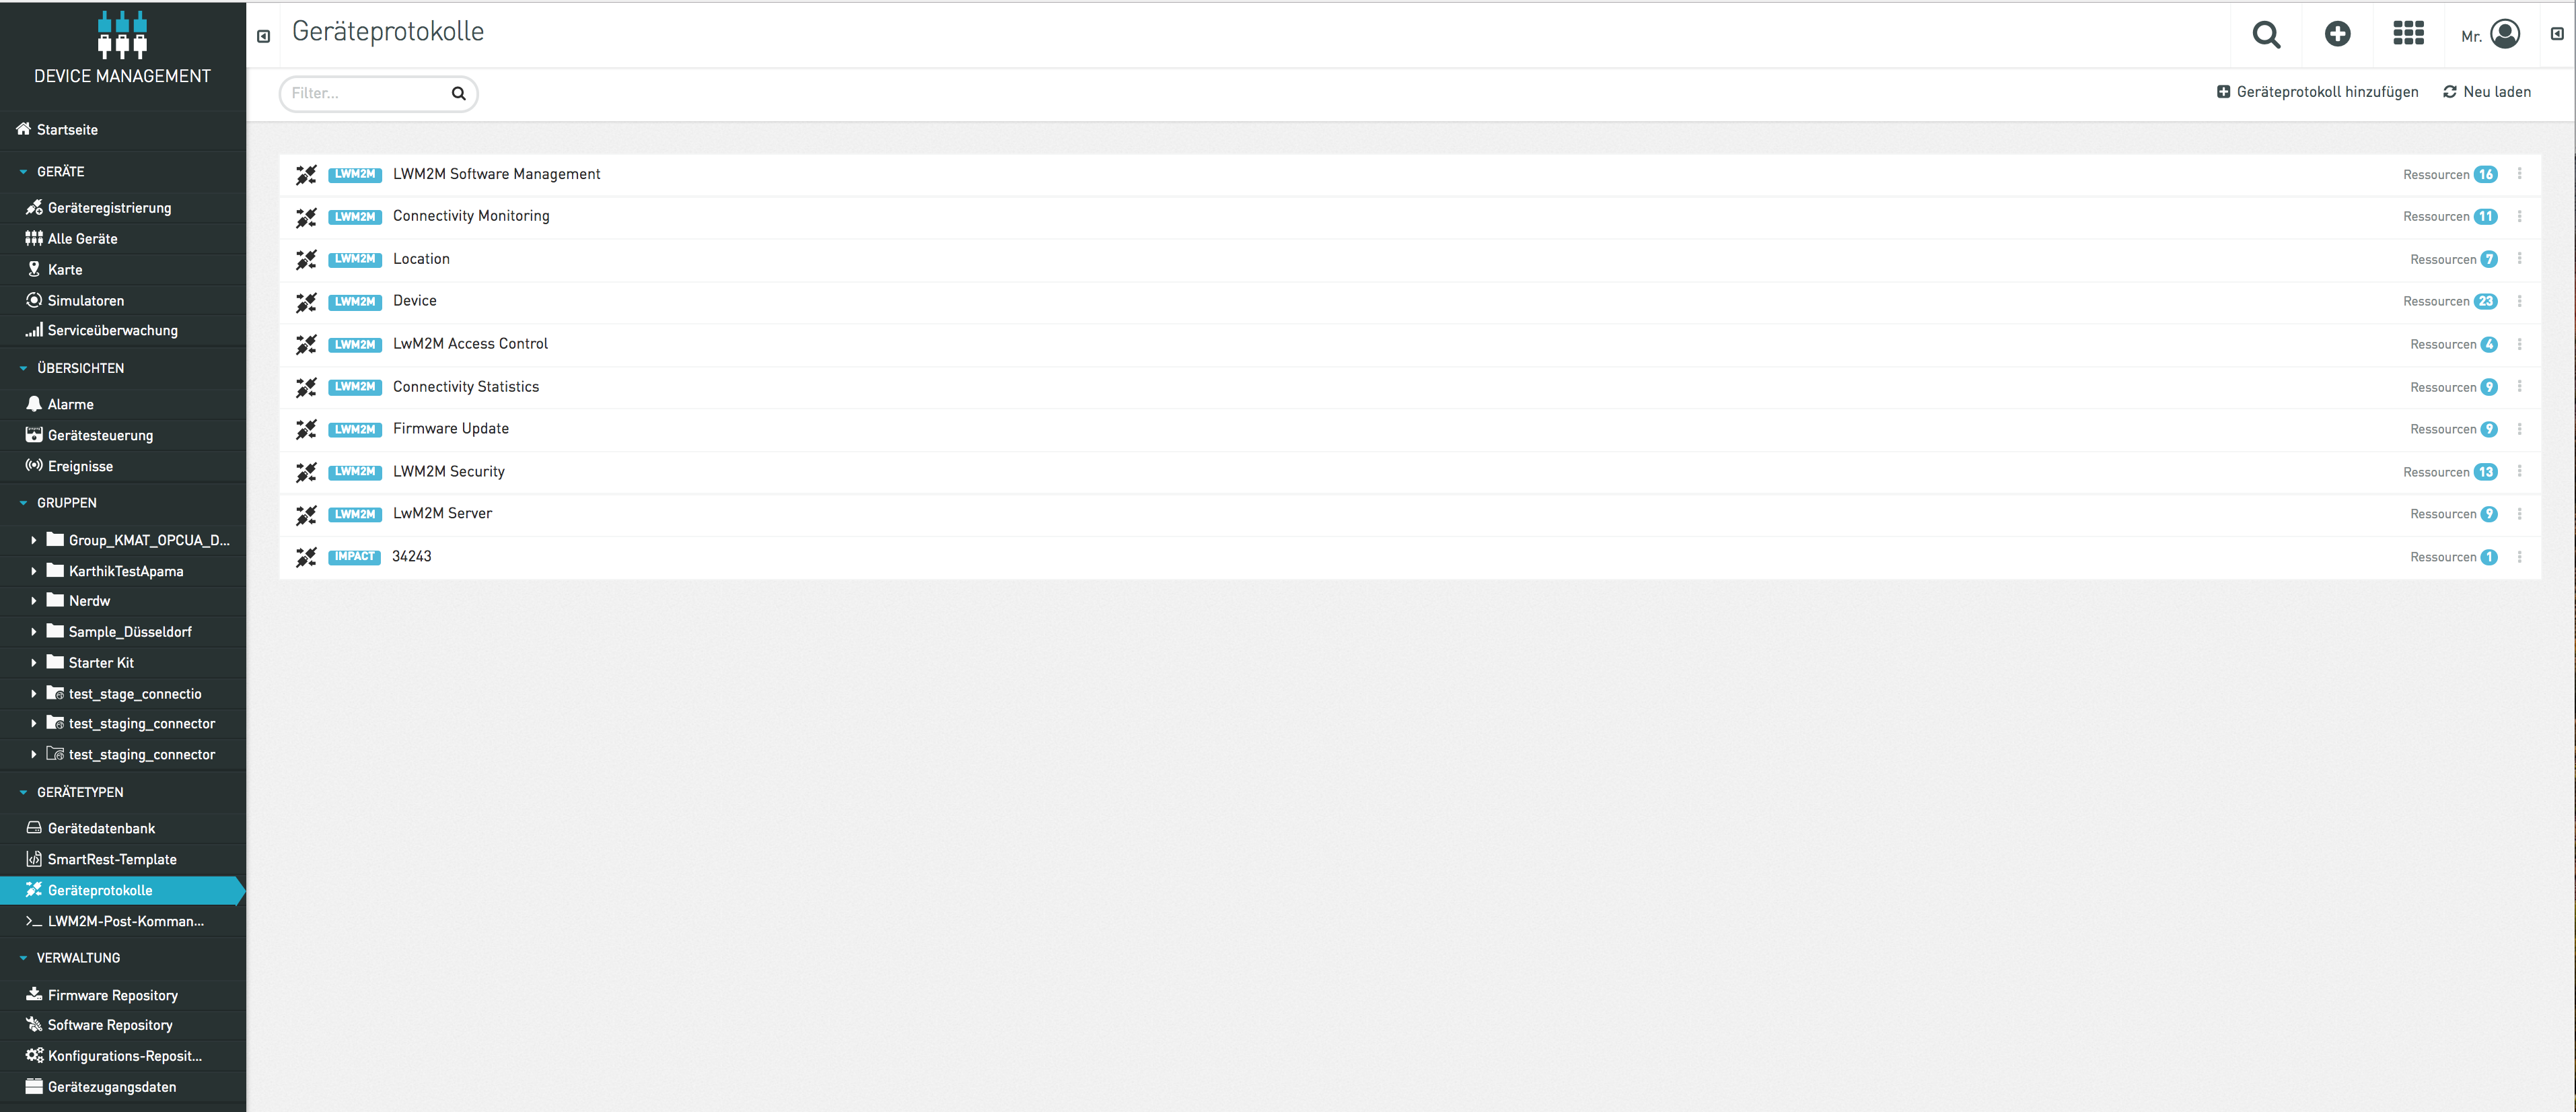 DEVICE MANAGEMENT
Startseite
GERÄTE
Geräteregistrierung
Alle Geräte
Karte
Simulatoren
Serviceüberwachung
ÜBERSICHTEN
Alarme
Gerätesteuerung
Ereignisse
GRUPPEN
Group_KMAT_OPCUA_D...
KarthikTestApama
Nerdw
Sample_Düsseldorf
Starter Kit
test_stage_connectio
test_staging_connector
test_staging_connector
GERÄTETYPEN
Gerätedatenbank
SmartRest-Template
Geräteprotokolle
LWM2M-Post-Komman...
VERWALTUNG
Firmware Repository
Software Repository
Konfigurations-Reposit...
Gerätezugangsdaten
Geräteprotokolle
Mr.
Filter...
Geräteprotokoll hinzufügen
Neu laden
LWM2M LWM2M Software Management Ressourcen 16
LWM2M Connectivity Monitoring Ressourcen 11
LWM2M Location Ressourcen 7
LWM2M Device Ressourcen 23
LWM2M LwM2M Access Control Ressourcen 4
LWM2M Connectivity Statistics Ressourcen 9
LWM2M Firmware Update Ressourcen 9
LWM2M LWM2M Security Ressourcen 13
LWM2M LwM2M Server Ressourcen 9
IMPACT 34243 Ressourcen 1